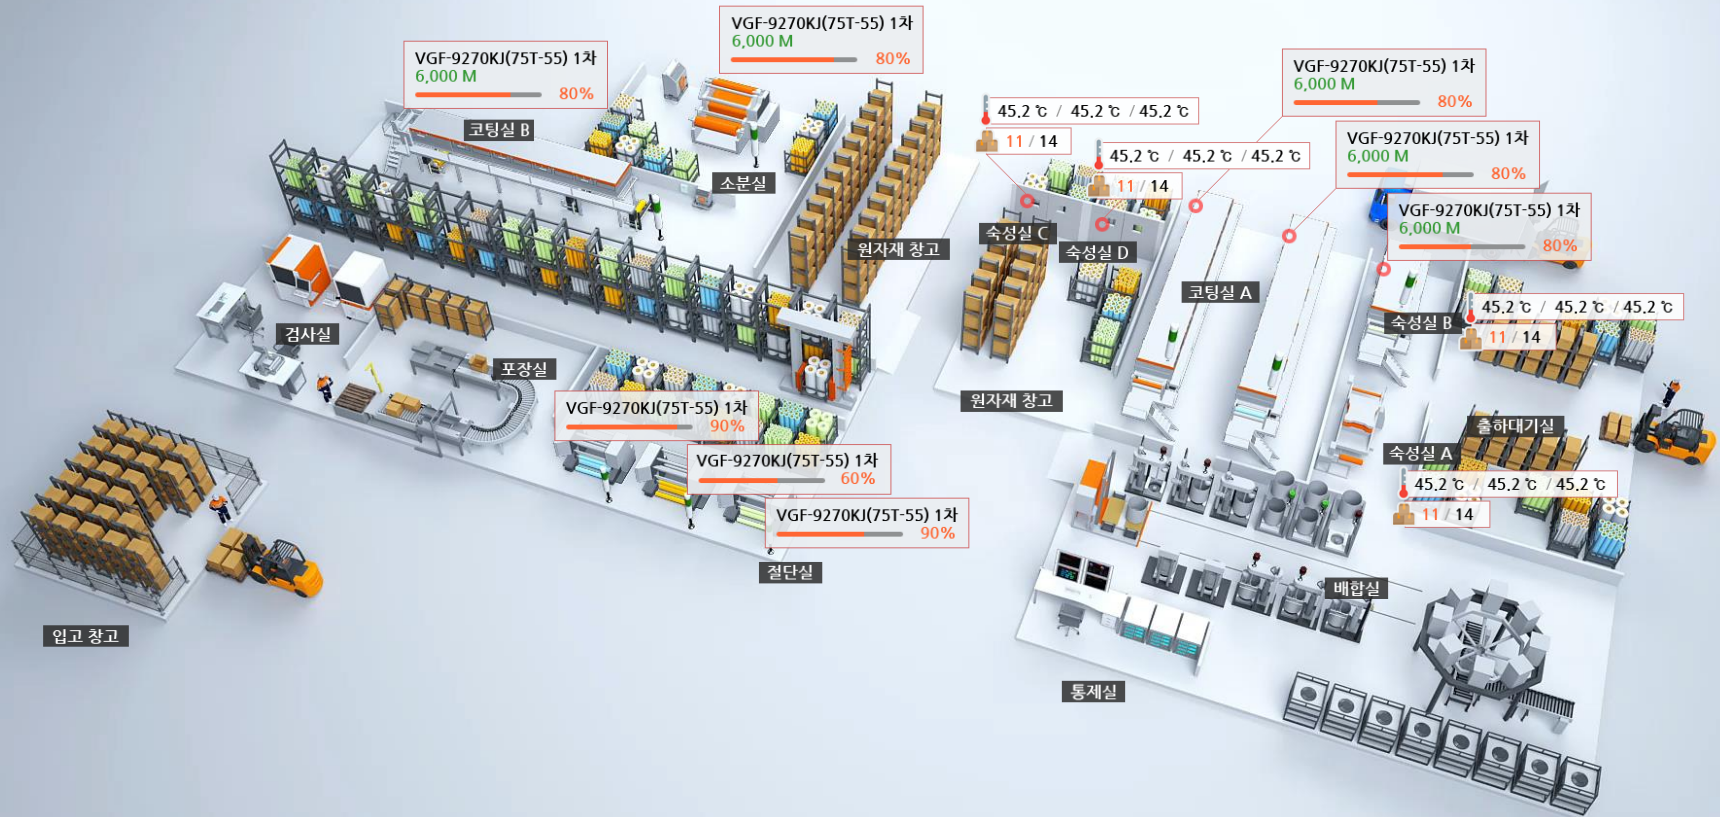 VGF-9270KJ(75T-55) 1차
6,000 M
80%
VGF-9270KJ(75T-55) 1차
6,000 M
80%
코팅실 B
소분실
원자재 창고
검사실
포장실
VGF-9270KJ(75T-55) 1차
90%
VGF-9270KJ(75T-55) 1차
60%
VGF-9270KJ(75T-55) 1차
90%
절단실
입고 창고
VGF-9270KJ(75T-55) 1차
6,000 M
80%
45.2 ℃ / 45.2 ℃ / 45.2 ℃
11 / 14
45.2 ℃ / 45.2 ℃ / 45.2 ℃
11 / 14
VGF-9270KJ(75T-55) 1차
6,000 M
80%
VGF-9270KJ(75T-55) 1차
6,000 M
80%
숙성실 C
숙성실 D
코팅실 A
45.2 ℃ / 45.2 ℃ / 45.2 ℃
숙성실 B
11 / 14
원자재 창고
출하대기실
숙성실 A
45.2 ℃ / 45.2 ℃ / 45.2 ℃
11 / 14
배합실
통제실